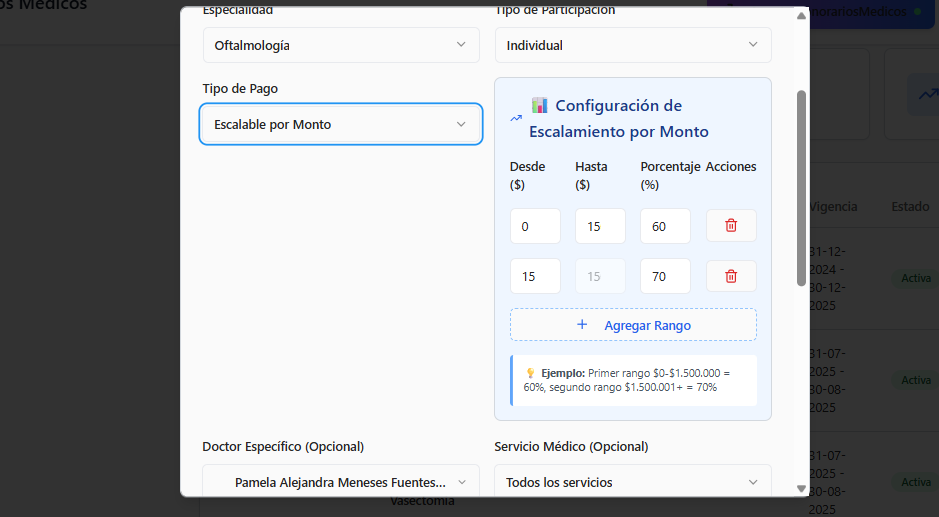 os Médicos
norariosMedicos
Especialidad
Tipo de Participación
Oftalmología
Individual
Tipo de Pago
Escalable por Monto
Configuración de
Escalamiento por Monto
Desde
($)
Hasta
($)
Porcentaje
(%)
Acciones
0
15
60
15
15
70
Agregar Rango
Ejemplo: Primer rango $0-$1.500.000 =
60%, segundo rango $1.500.001+ = 70%
Doctor Específico (Opcional)
Servicio Médico (Opcional)
Pamela Alejandra Meneses Fuentes...
Todos los servicios
Vasectomía
Vigencia
Estado
31-12-
2024 -
30-12-
2025
Activa
31-07-
2025 -
30-08-
2025
Activa
31-07-
2025 -
30-08-
2025
Activa